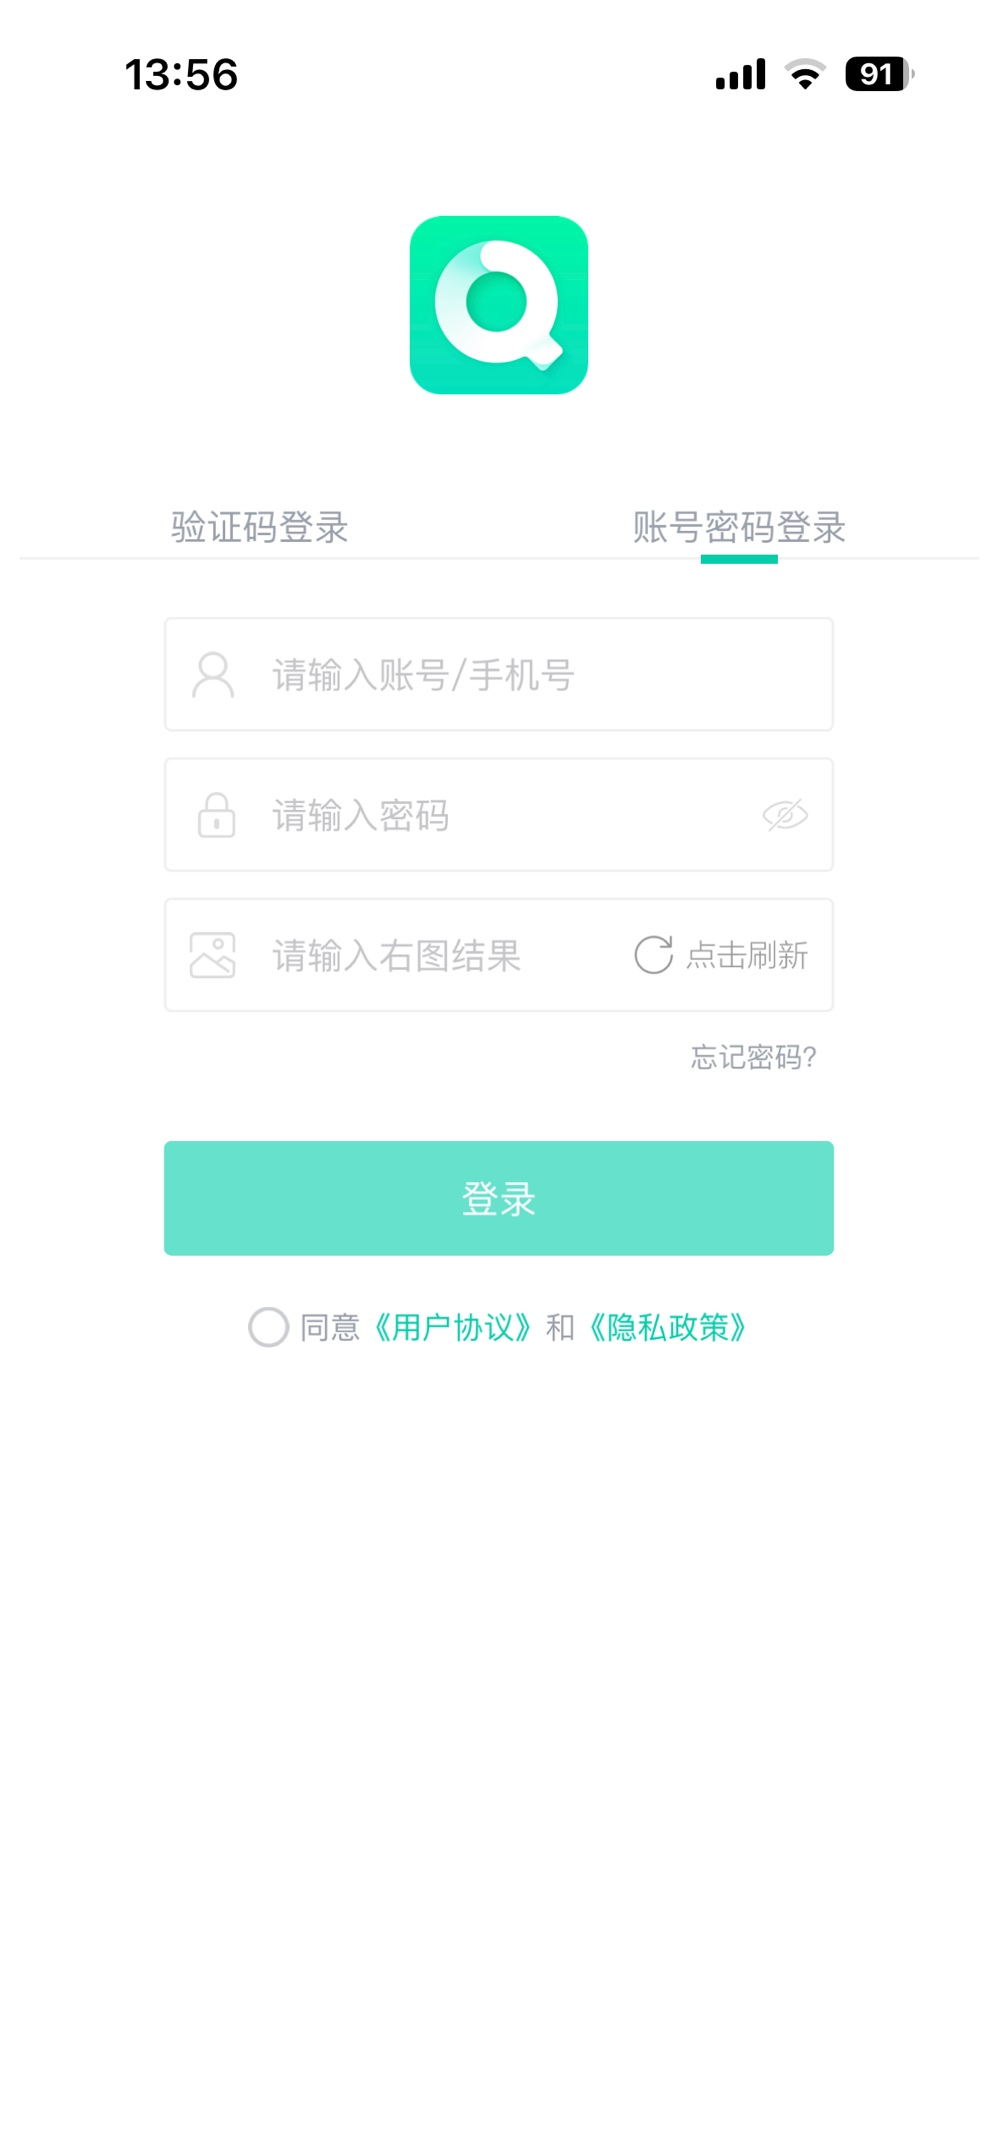 13:56
91
验证码登录
账号密码登录
请输入账号/手机号
请输入密码
请输入右图结果
点击刷新
忘记密码?
登录
同意《用户协议》和《隐私政策》